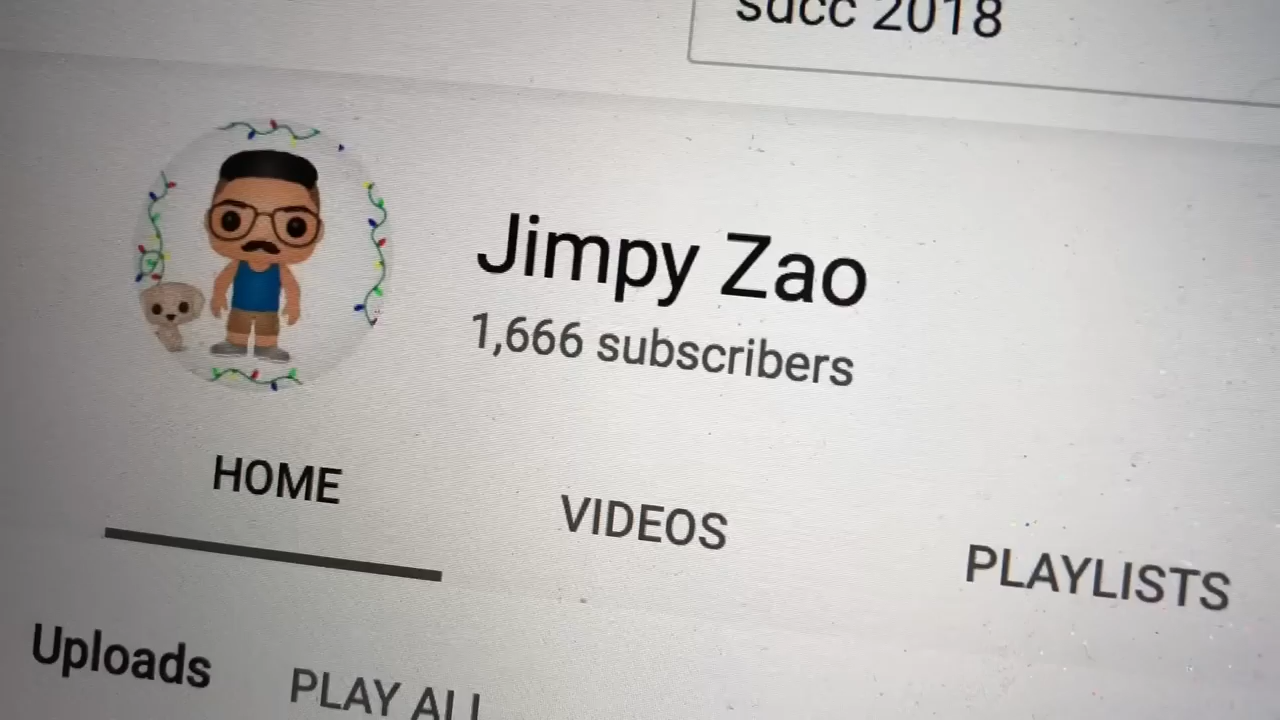 sdcc 2018
Jimpy Zao
1,666 subscribers
HOME
VIDEOS
PLAYLISTS
Uploads
PLAY ALL